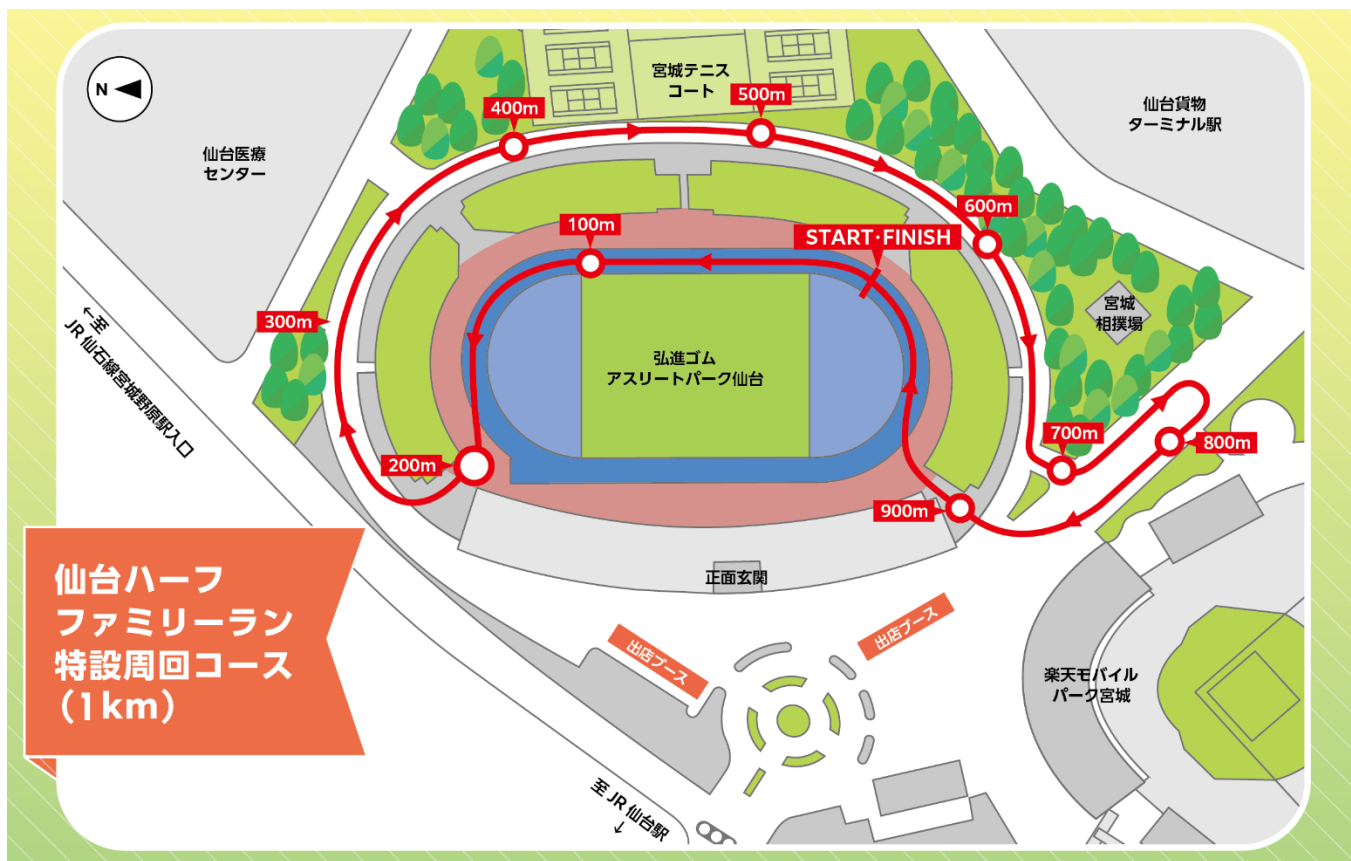 N
仙台医療
センター
400m
宮城テニス
コート
500m
仙台貨物
ターミナル駅
100m
START・FINISH
600m
宮城
相撲場
300m
←至
JR 仙石線宮城野原駅入口
弘進ゴム
アスリートパーク仙台
200m
700m
800m
900m
正面玄関
仙台ハーフ
ファミリーラン
特設周回コース
（1km）
出店ブース
出店ブース
楽天モバイル
パーク宮城
至 JR 仙台駅
→